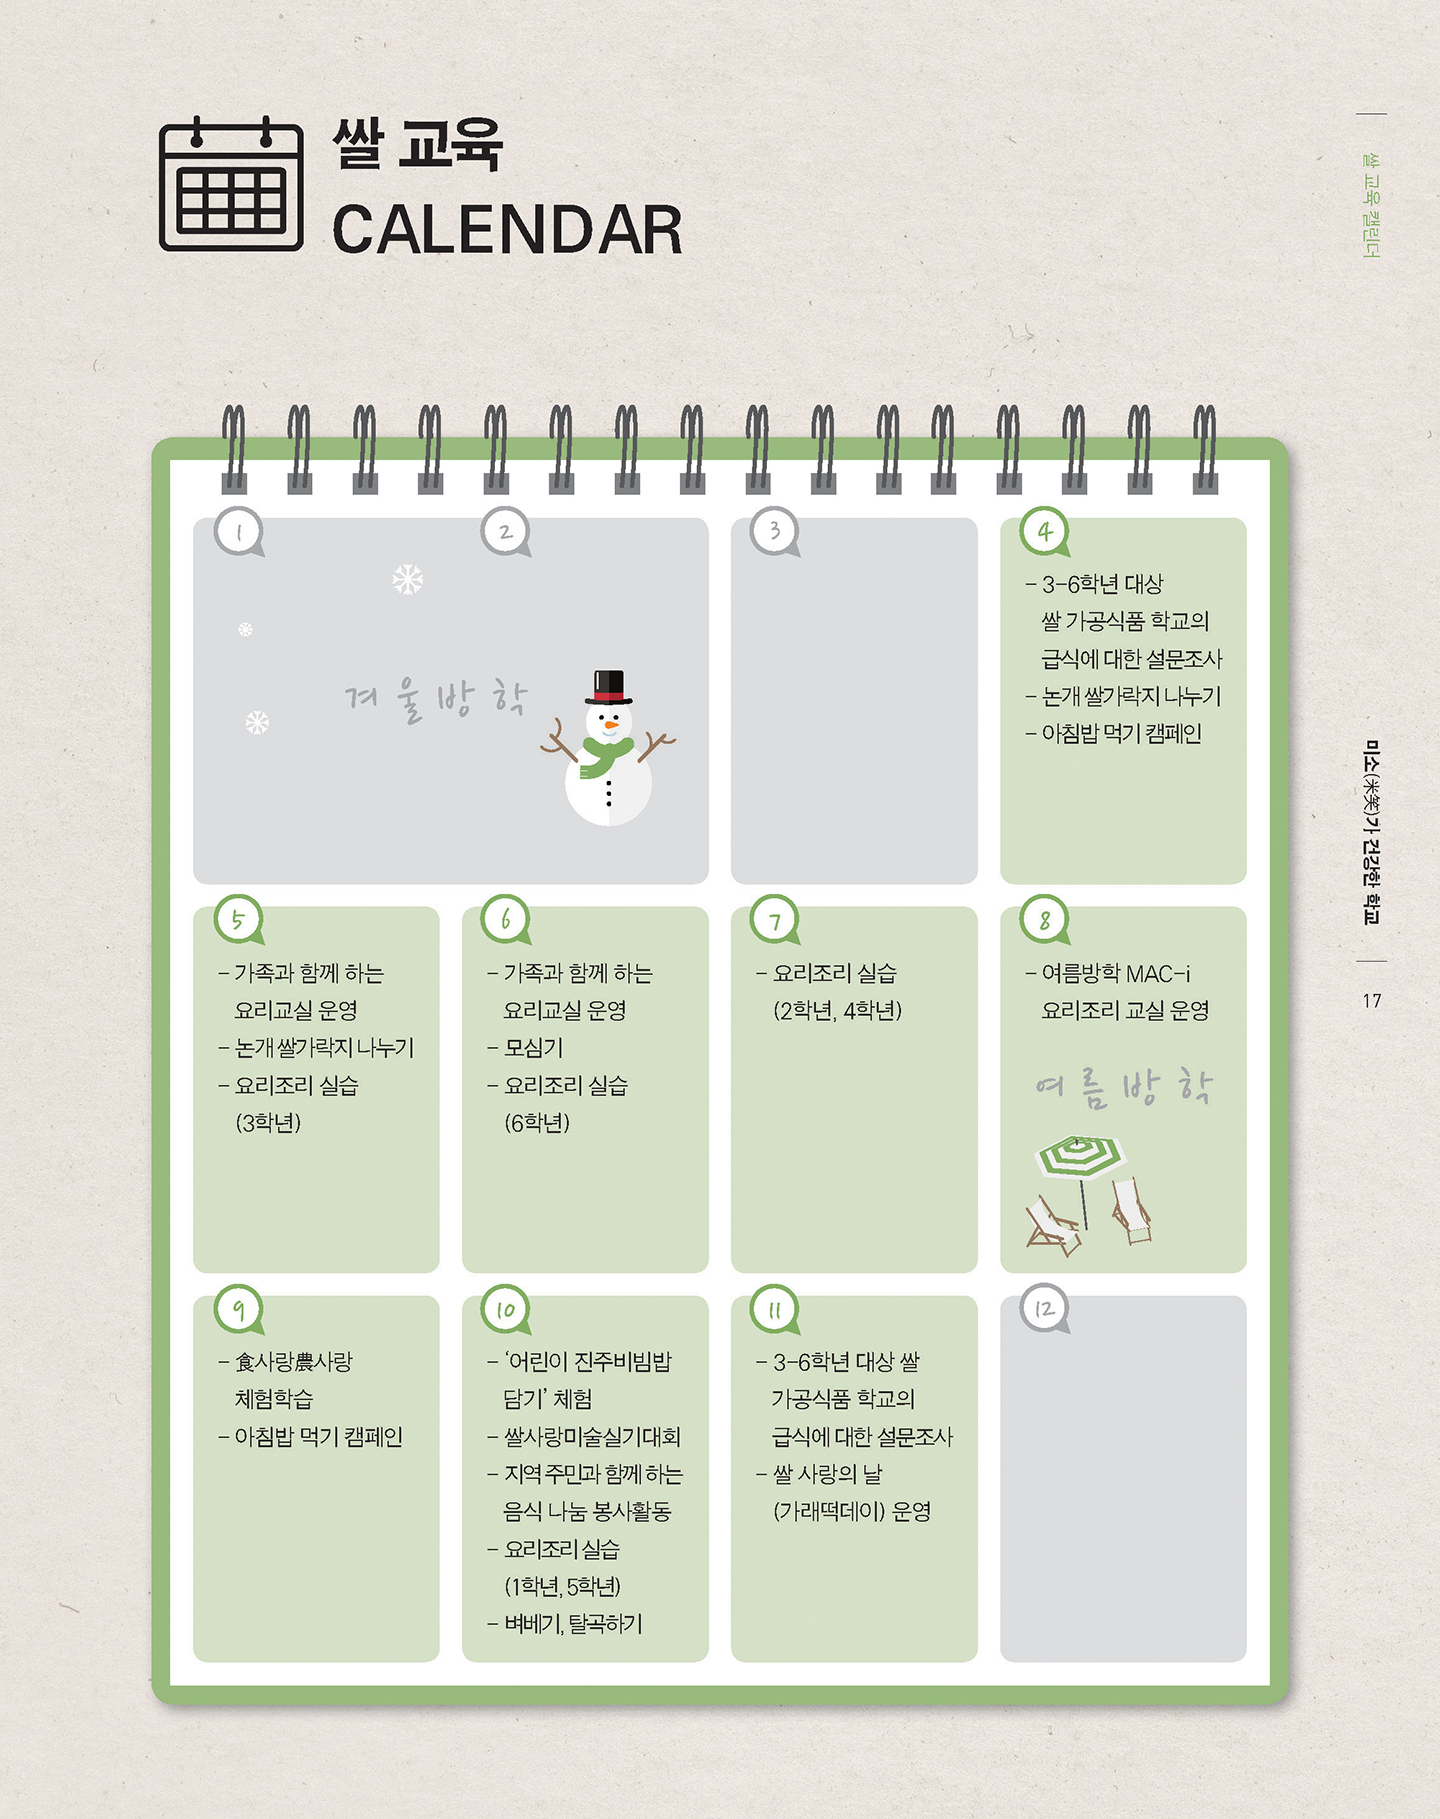 쌀 교육
CALENDAR
쌀 교육 캘린더
1
2
겨울방학
3
4
- 3-6학년 대상
쌀 가공식품 학교의
급식에 대한 설문조사
- 논개 쌀가락지 나누기
- 아침밥 먹기 캠페인
5
- 가족과 함께 하는
요리교실 운영
- 논개 쌀가락지 나누기
- 요리조리 실습
(3학년)
6
- 가족과 함께 하는
요리교실 운영
- 모심기
- 요리조리 실습
(6학년)
7
- 요리조리 실습
(2학년, 4학년)
8
- 여름방학 MAC-i
요리조리 교실 운영
여름방학
9
- 食사랑農사랑
체험학습
- 아침밥 먹기 캠페인
10
- ‘어린이 진주비빔밥
담기’ 체험
- 쌀사랑미술실기대회
- 지역 주민과 함께 하는
음식 나눔 봉사활동
- 요리조리 실습
(1학년, 5학년)
- 벼베기, 탈곡하기
11
- 3-6학년 대상 쌀
가공식품 학교의
급식에 대한 설문조사
- 쌀 사랑의 날
(가래떡데이) 운영
12
미소(米笑)가 건강한 학교
17